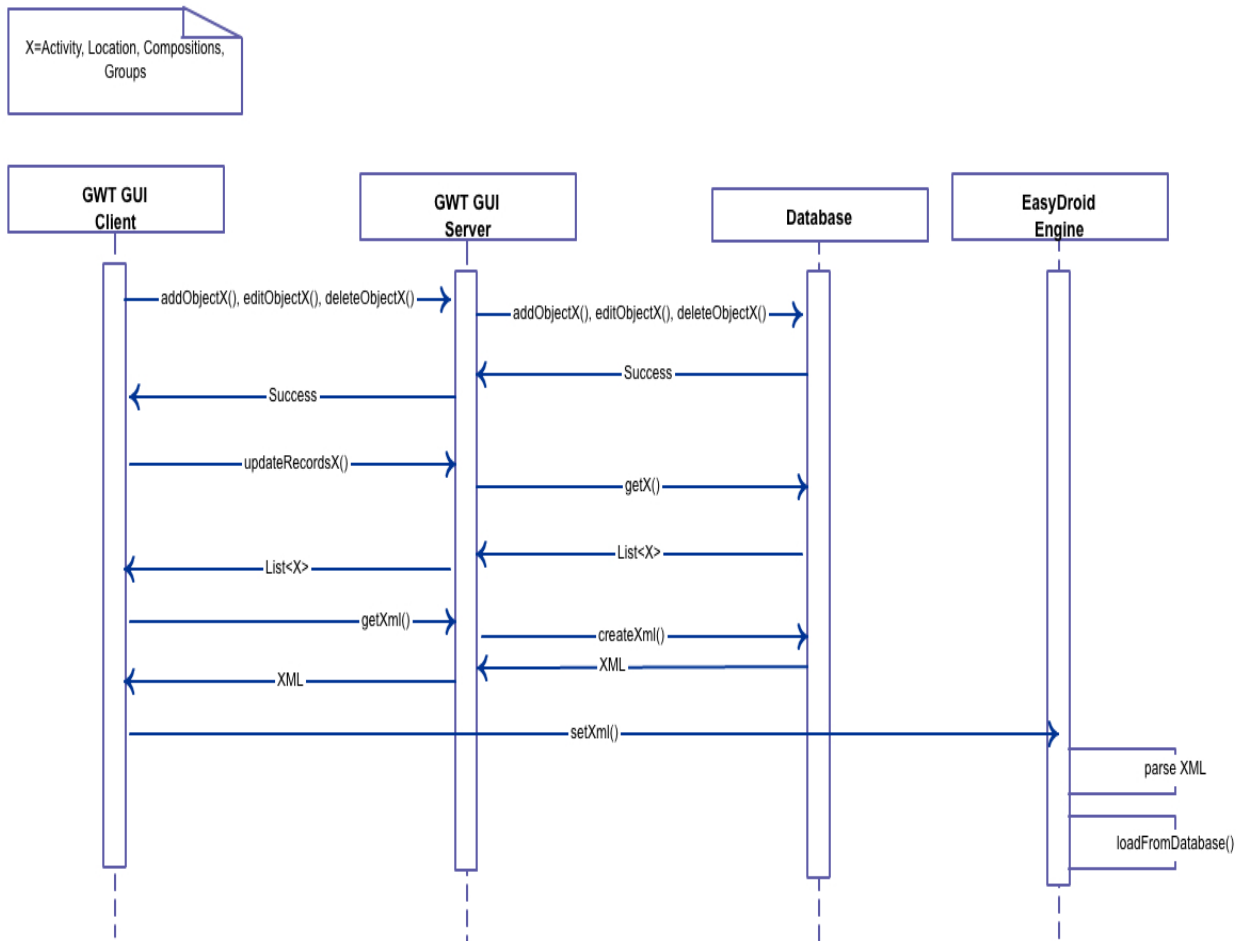 X=Activity, Location, Compositions,
Groups
GWT GUI
Client
GWT GUI
Server
Database
EasyDroid
Engine
addObjectX(), editObjectX(), deleteObjectX()
addObjectX(), editObjectX(), deleteObjectX()
Success
Success
updateRecordsX()
getX()
List<X>
List<X>
getXml()
createXml()
XML
XML
setXml()
parse XML
loadFromDatabase()